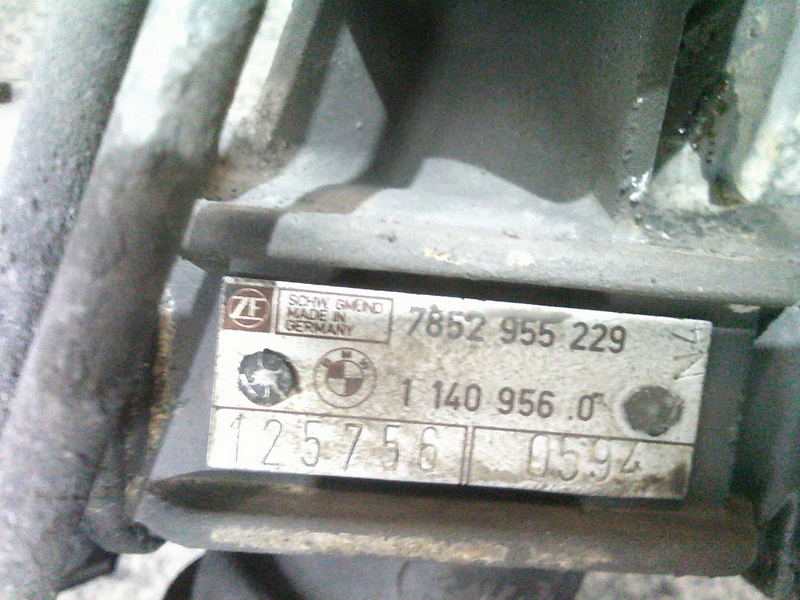 ZF
SCHW. GMÜND
MADE IN
GERMANY
7852 955 229
BMW
1 140 956 .0
125756
0594